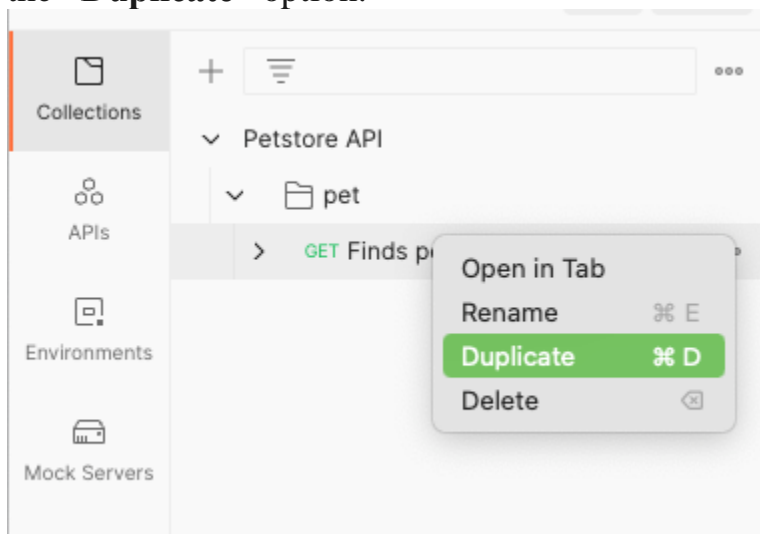 the "Duplicate" option.
Collections
Petstore API
pet
APIs
GET Finds
Open in Tab
Rename ⌘ E
Environments
Duplicate ⌘ D
Delete ⌫
Mock Servers